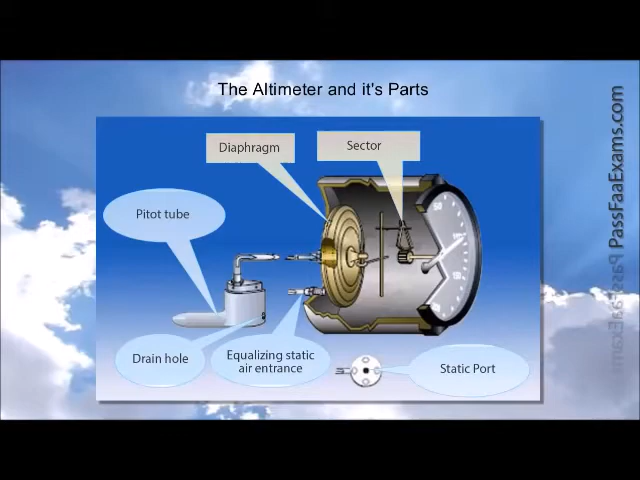 The Altimeter and it's Parts
Diaphragm
Sector
Pitot tube
Drain hole
Equalizing static
air entrance
Static Port
PassFaaExams.com